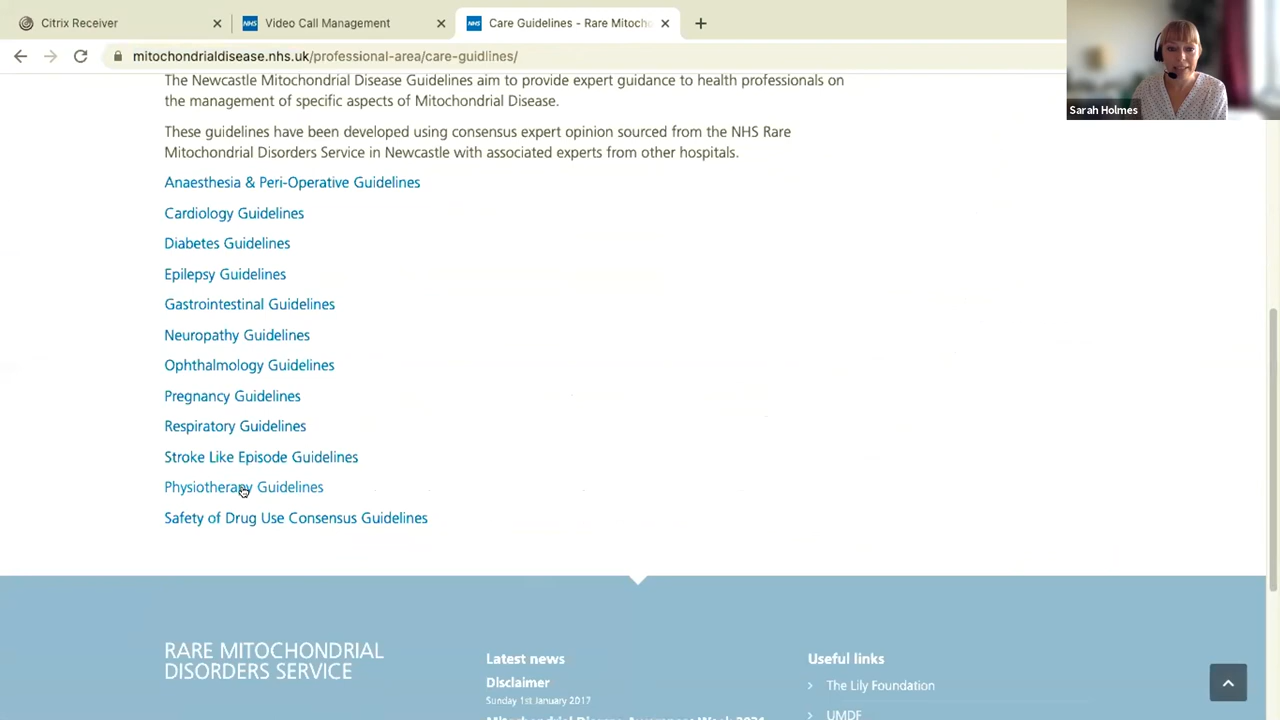 Citrix Receiver
Video Call Management
Care Guidelines - Rare Mitocho
mitochondrialdisease.nhs.uk/professional-area/care-guidlines/
Sarah Holmes
The Newcastle Mitochondrial Disease Guidelines aim to provide expert guidance to health professionals on
the management of specific aspects of Mitochondrial Disease.
These guidelines have been developed using consensus expert opinion sourced from the NHS Rare
Mitochondrial Disorders Service in Newcastle with associated experts from other hospitals.
Anaesthesia & Peri-Operative Guidelines
Cardiology Guidelines
Diabetes Guidelines
Epilepsy Guidelines
Gastrointestinal Guidelines
Neuropathy Guidelines
Ophthalmology Guidelines
Pregnancy Guidelines
Respiratory Guidelines
Stroke Like Episode Guidelines
Physiotherapy Guidelines
Safety of Drug Use Consensus Guidelines
RARE MITOCHONDRIAL
DISORDERS SERVICE
Latest news
Disclaimer
Sunday 1st January 2017
Mitochondrial Disease Awareness Week 2021
Useful links
The Lily Foundation
UMDF